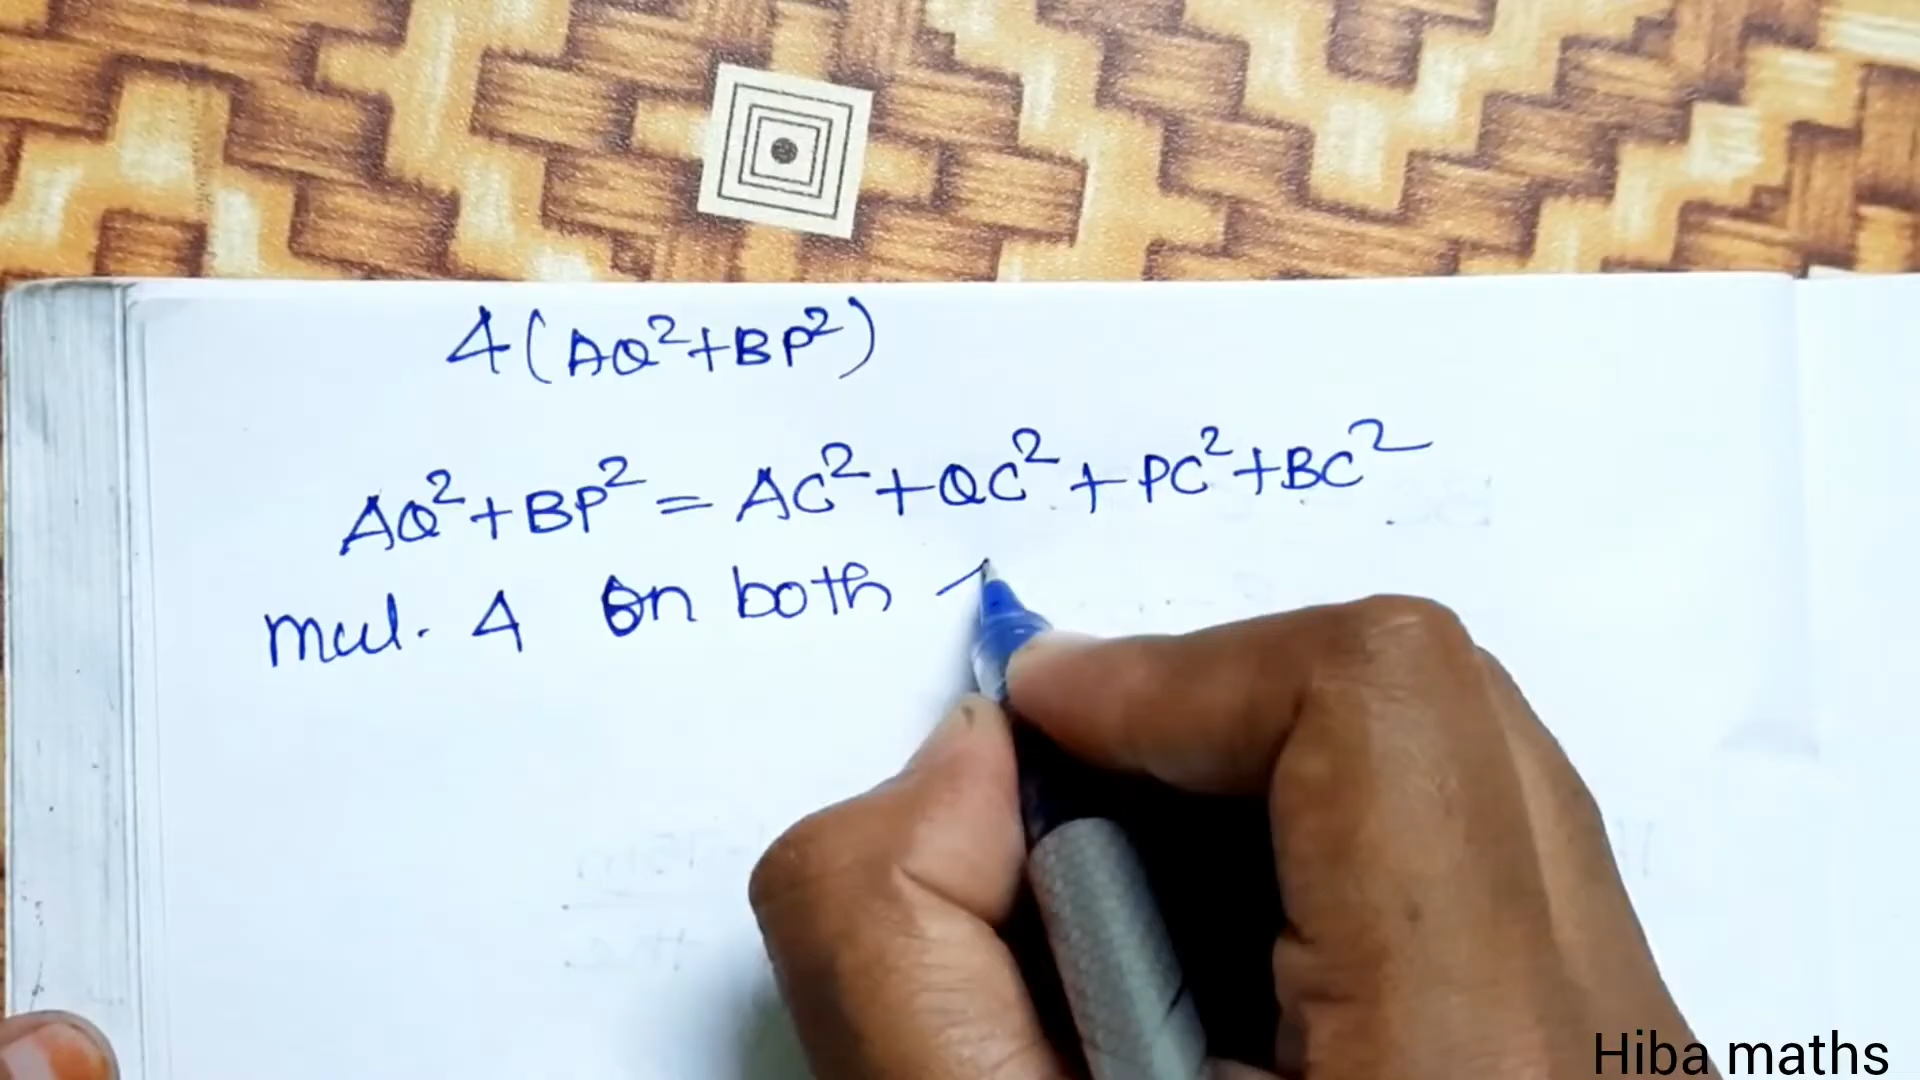 4(AQ²+BP²)
AQ²+BP² = AC²+QC²+PC²+BC²
mul. 4 on both
Hiba maths